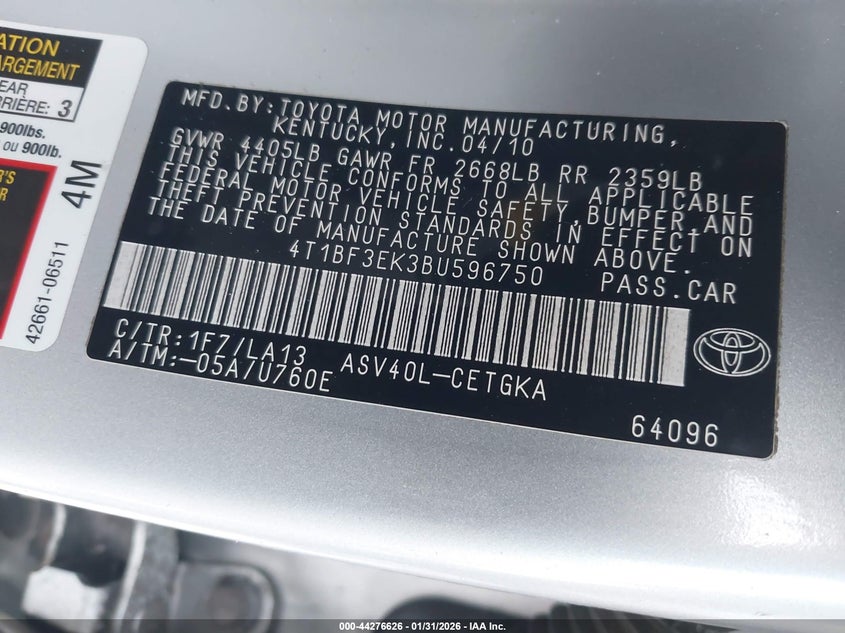 ATION
ARGEMENT
EAR
RRIÈRE: 3
900lbs.
ou 900lb.
R'S
4M
42661-06511
MFD.BY:TOYOTA MOTOR MANUFACTURING,
KENTUCKY,INC.04/10
GVWR 4405LB GAWR FR 2668LB RR 2359LB
THIS VEHICLE CONFORMS TO ALL APPLICABLE
FEDERAL MOTOR VEHICLE SAFETY,BUMPER,AND
THEFT PREVENTION STANDARDS IN EFFECT ON
THE DATE OF MANUFACTURE SHOWN ABOVE.
4T1BF3EK3BU596750 PASS.CAR
C/TR:1F7/LA13 ASV40L-CETGKA
A/TM:-05A/U760E
64096
000-44276626 - 01/31/2026 - IAA Inc.